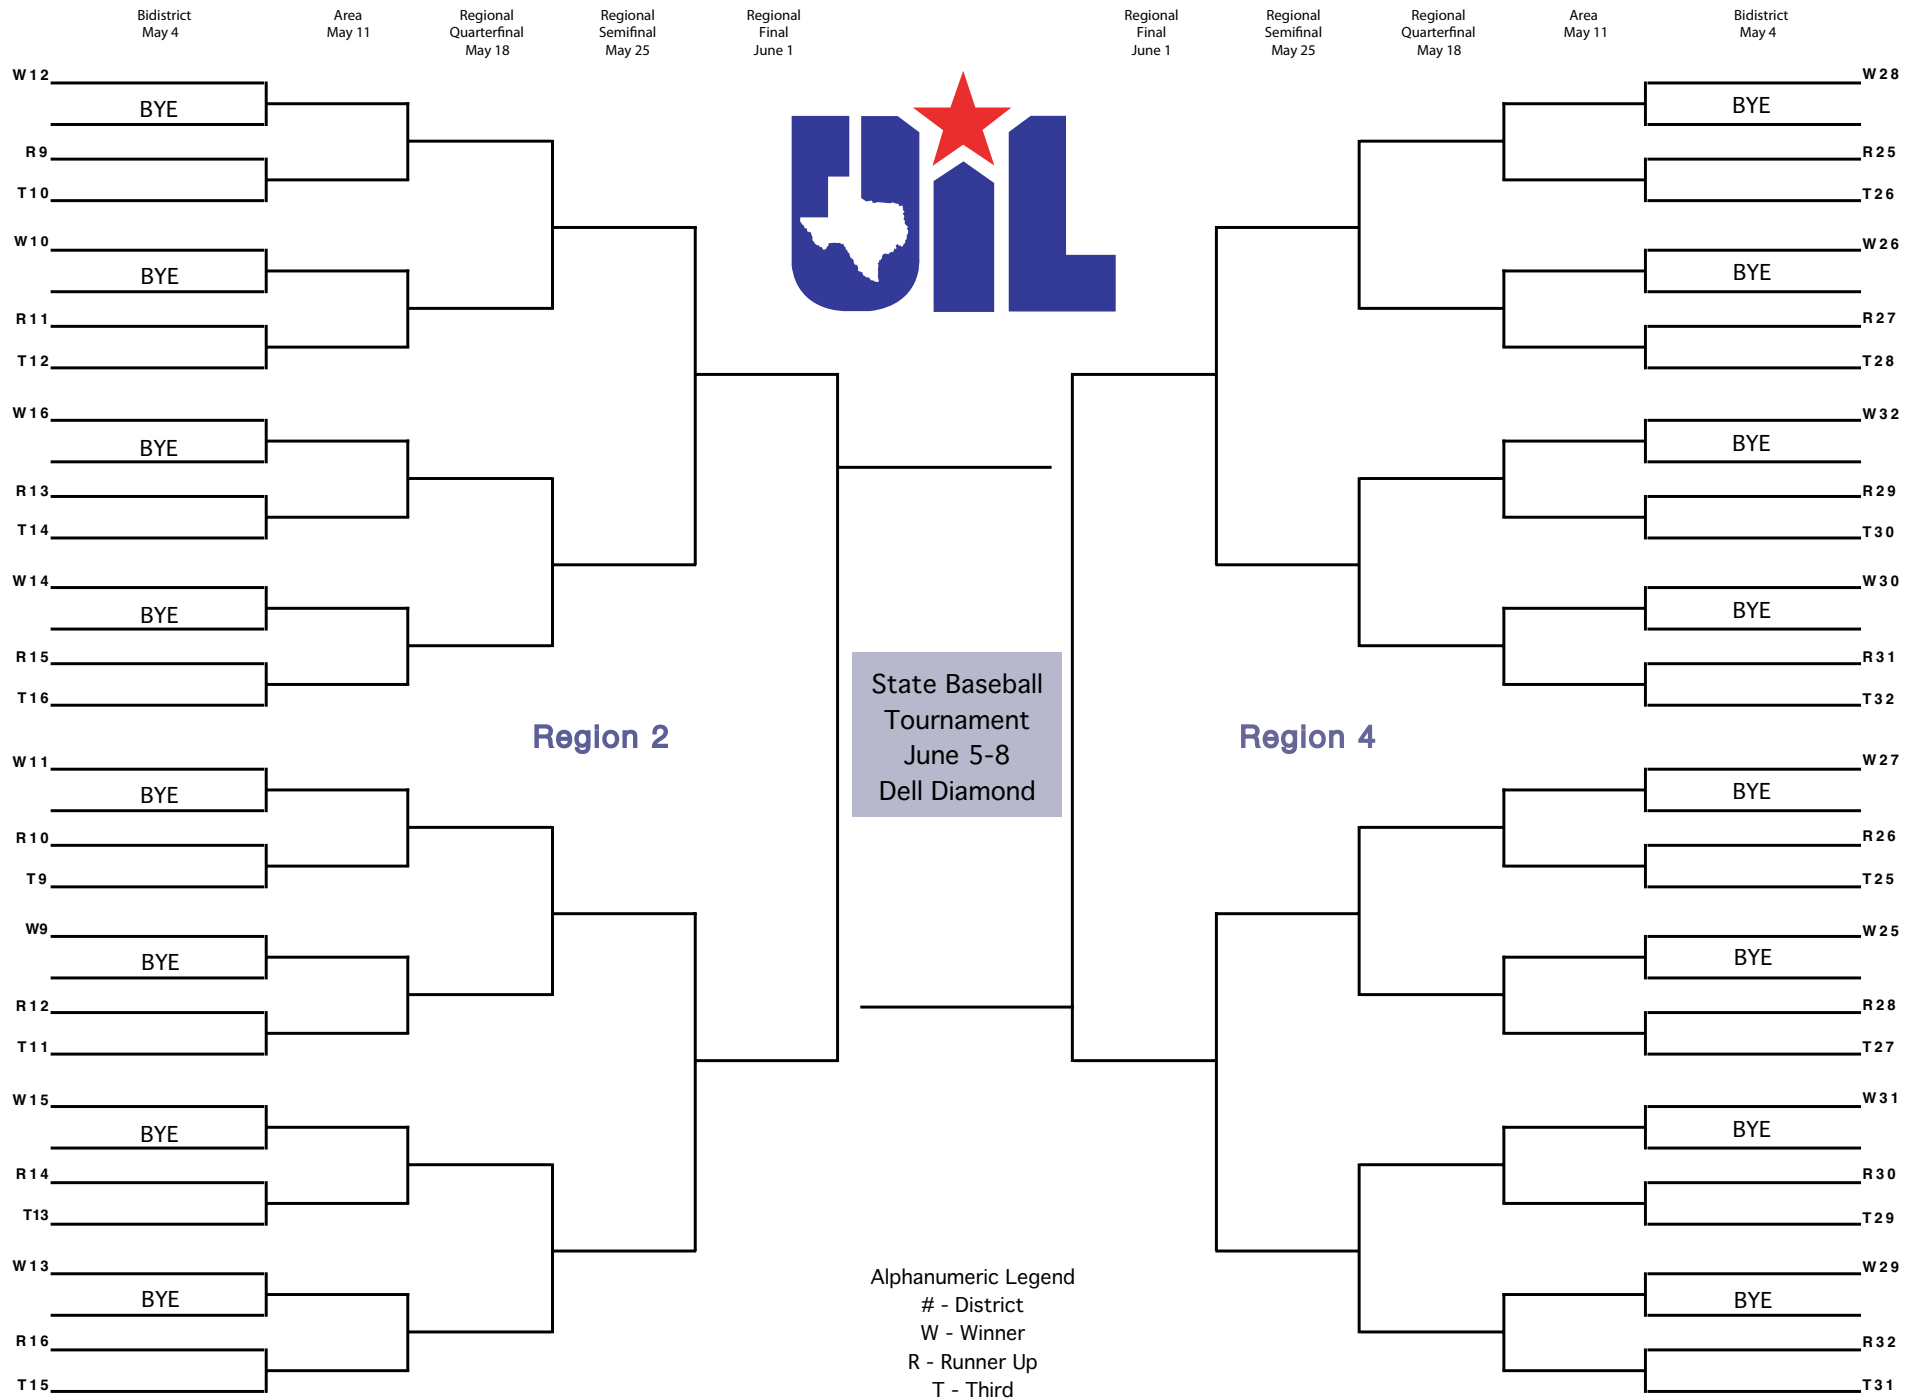 Bidistrict
May 4
Area
May 11
Regional
Quarterfinal
May 18
Regional
Semifinal
May 25
Regional
Final
June 1
Regional
Final
June 1
Regional
Semifinal
May 25
Regional
Quarterfinal
May 18
Area
May 11
Bidistrict
May 4
UIL
W12
BYE
R9
T10
W10
BYE
R11
T12
W16
BYE
R13
T14
W14
BYE
R15
T16
Region 2
W11
BYE
R10
T9
W9
BYE
R12
T11
W15
BYE
R14
T13
W13
BYE
R16
T15
State Baseball
Tournament
June 5-8
Dell Diamond
Alphanumeric Legend
# - District
W - Winner
R - Runner Up
T - Third
W28
BYE
R25
T26
W26
BYE
R27
T28
W32
BYE
R29
T30
W30
BYE
R31
T32
Region 4
W27
BYE
R26
T25
W25
BYE
R28
T27
W31
BYE
R30
T29
W29
BYE
R32
T31